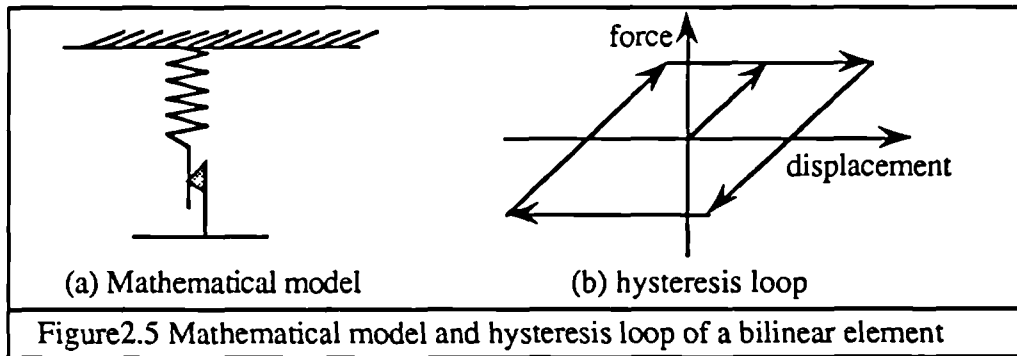 force
displacement
(a) Mathematical model
(b) hysteresis loop
Figure2.5 Mathematical model and hysteresis loop of a bilinear element